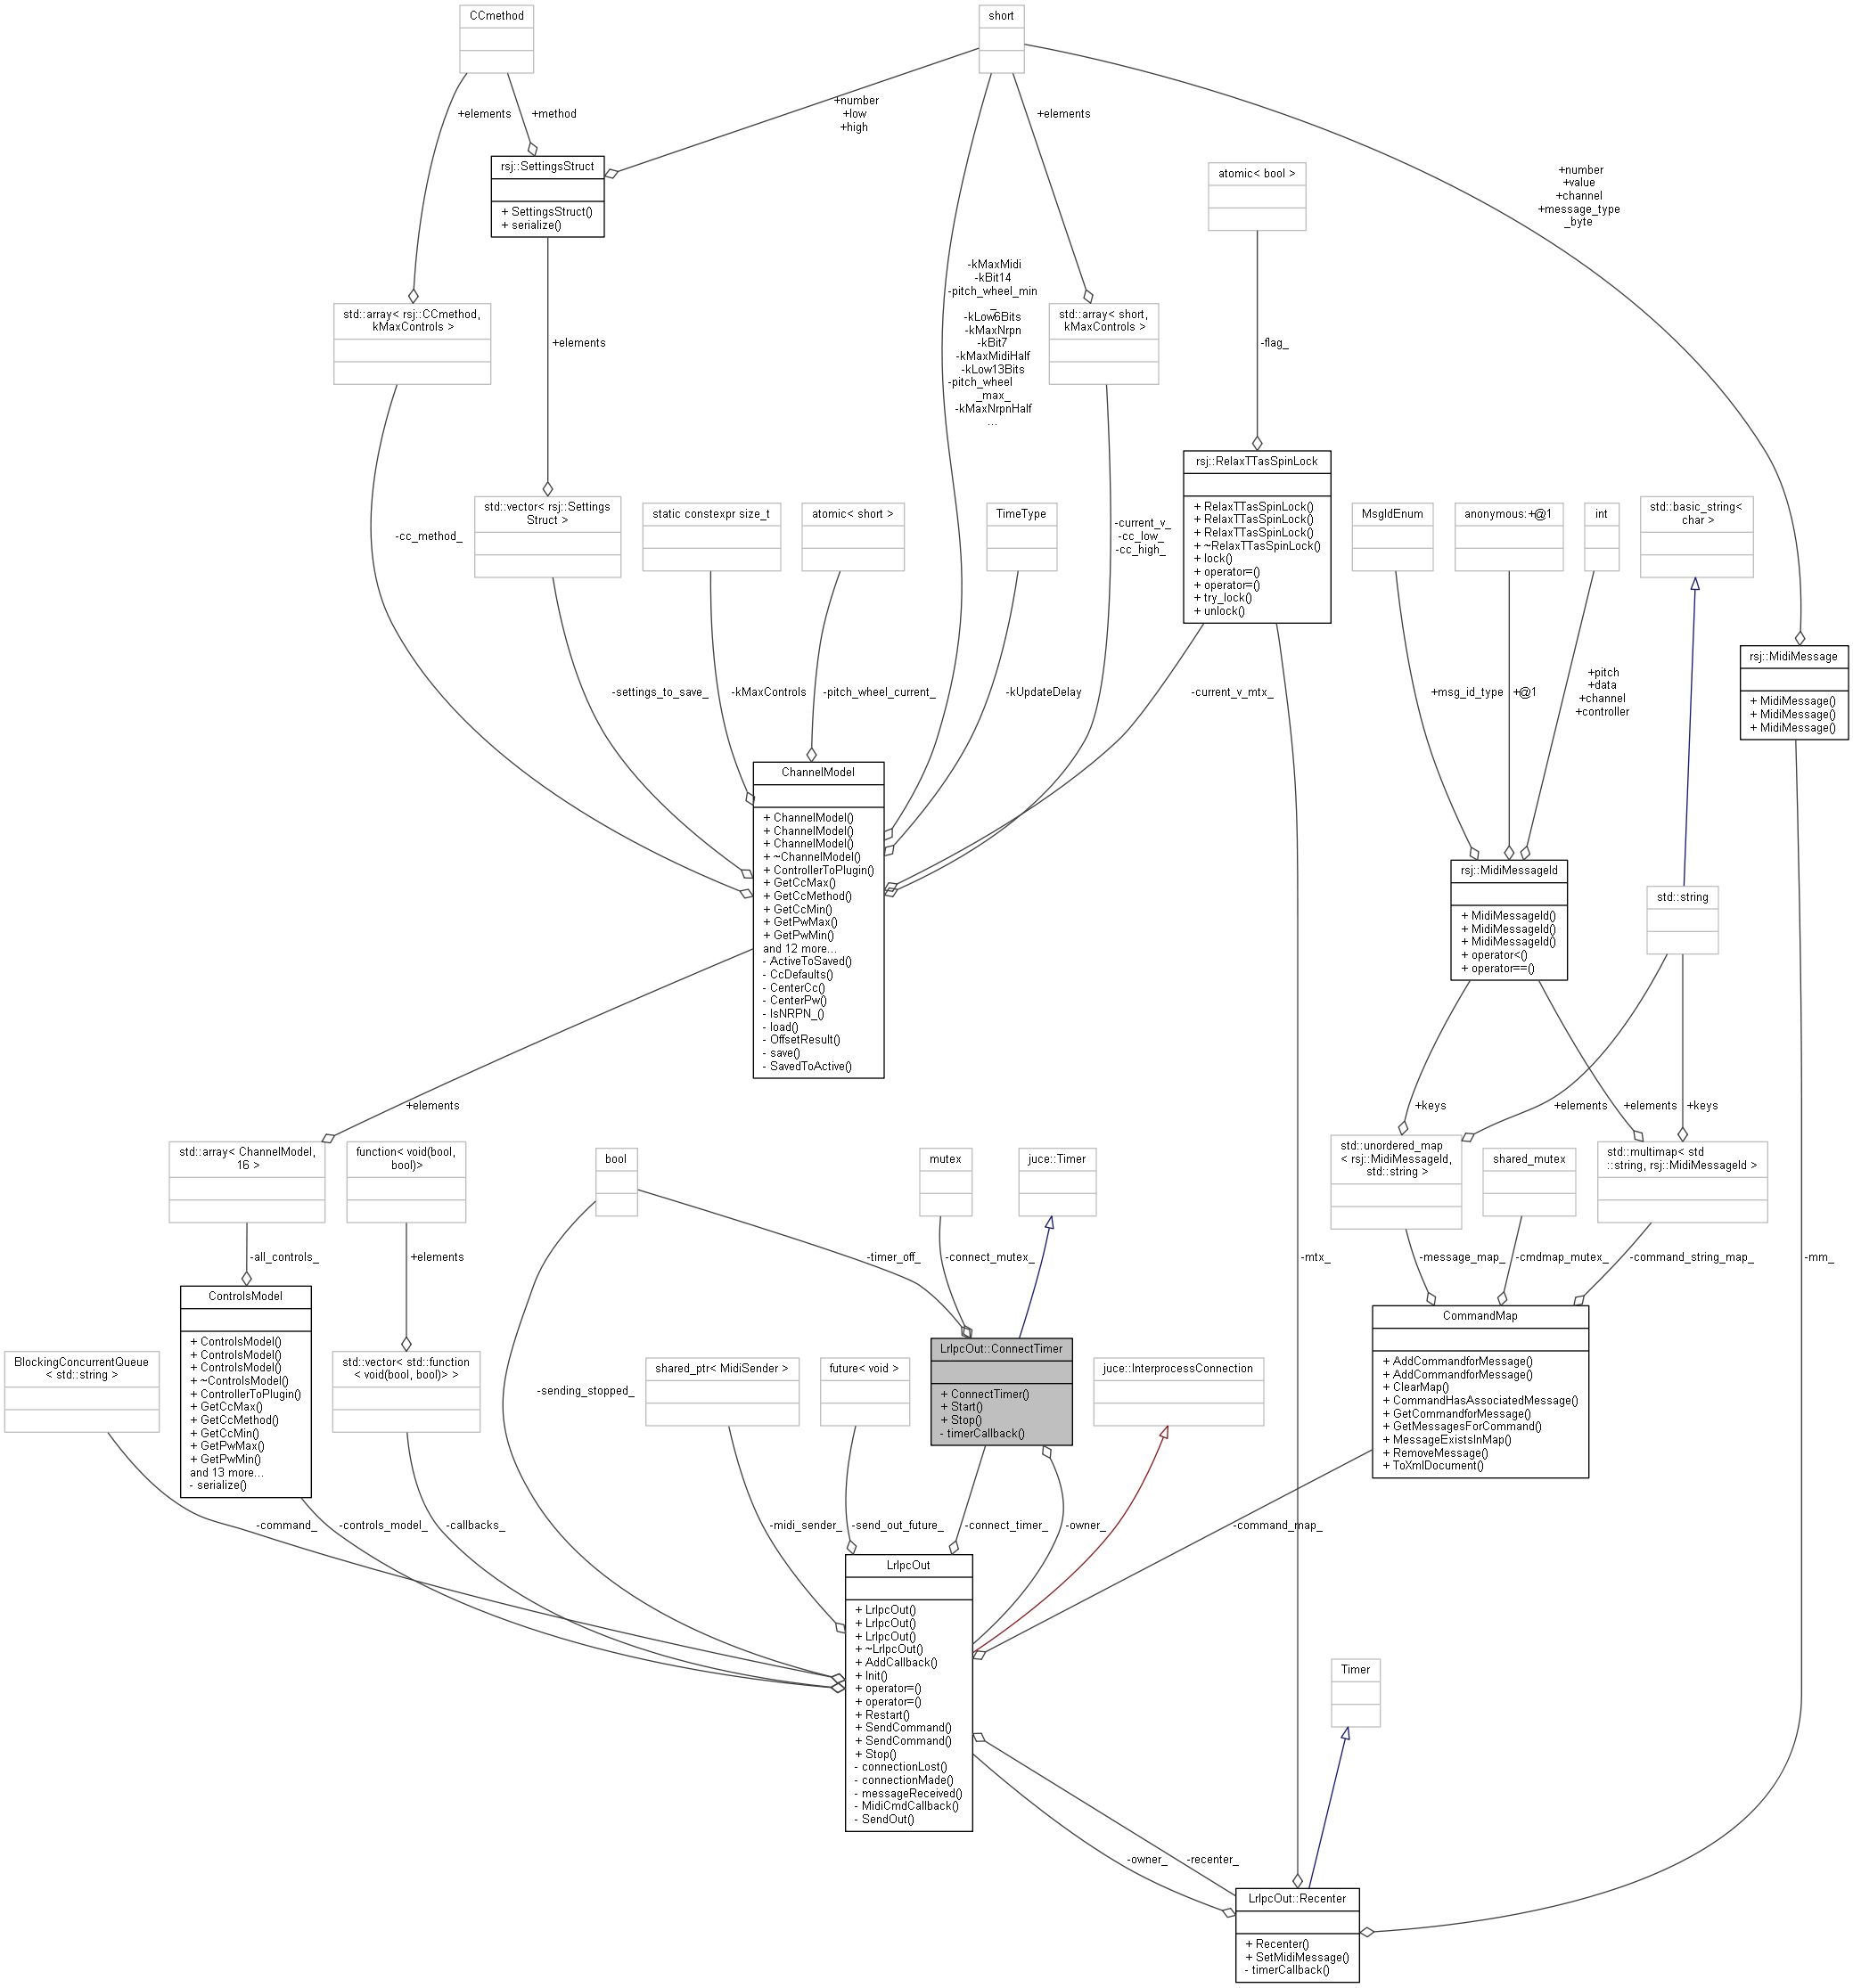 CCmethod
short
+elements
+method
+number
+low
+high
+elements
rsj::SettingsStruct
+ SettingsStruct()
+ serialize()
atomic< bool >
+number
+value
+channel
+message_type
_byte
std::array< rsj::CCmethod,
kMaxControls >
+elements
-kMaxMidi
-kBit14
-pitch_wheel_min
_
-kLow6Bits
-kMaxNrpn
-kBit7
-kMaxMidiHalf
-kLow13Bits
-pitch_wheel
_max_
-kMaxNrpnHalf
...
std::array< short,
kMaxControls >
-flag_
rsj::RelaxTTasSpinLock
+ RelaxTTasSpinLock()
+ RelaxTTasSpinLock()
+ RelaxTTasSpinLock()
+ ~RelaxTTasSpinLock()
+ lock()
+ operator=()
+ operator=()
+ try_lock()
+ unlock()
-cc_method_
std::vector< rsj::Settings
Struct >
static constexpr size_t
atomic< short >
TimeType
-current_v_
-cc_low_
-cc_high_
MsgIdEnum
anonymous:+@1
int
std::basic_string<
char >
rsj::MidiMessage
+ MidiMessage()
+ MidiMessage()
+ MidiMessage()
-settings_to_save_
-kMaxControls
-pitch_wheel_current_
-kUpdateDelay
-current_v_mtx_
+msg_id_type
+@1
+pitch
+data
+channel
+controller
ChannelModel
+ ChannelModel()
+ ChannelModel()
+ ChannelModel()
+ ~ChannelModel()
+ ControllerToPlugin()
+ GetCcMax()
+ GetCcMethod()
+ GetCcMin()
+ GetPwMax()
+ GetPwMin()
and 12 more...
- ActiveToSaved()
- CcDefaults()
- CenterCc()
- CenterPw()
- IsNRPN_()
- load()
- OffsetResult()
- save()
- SavedToActive()
rsj::MidiMessageId
+ MidiMessageId()
+ MidiMessageId()
+ MidiMessageId()
+ operator<()
+ operator==()
std::string
+elements
+keys
+elements
+elements
+keys
std::array< ChannelModel,
16 >
function< void(bool,
bool)>
bool
mutex
juce::Timer
std::unordered_map
< rsj::MidiMessageId,
std::string >
shared_mutex
std::multimap< std
::string, rsj::MidiMessageId >
-all_controls_
+elements
-timer_off_
-connect_mutex_
-mtx_
-message_map_
-cmdmap_mutex_
-command_string_map_
-mm_
ControlsModel
+ ControlsModel()
+ ControlsModel()
+ ControlsModel()
+ ~ControlsModel()
+ ControllerToPlugin()
+ GetCcMax()
+ GetCcMethod()
+ GetCcMin()
+ GetPwMax()
+ GetPwMin()
and 13 more...
- serialize()
BlockingConcurrentQueue
< std::string >
std::vector< std::function
< void(bool, bool)> >
-sending_stopped_
shared_ptr< MidiSender >
future< void >
LrIpcOut::ConnectTimer
+ ConnectTimer()
+ Start()
+ Stop()
- timerCallback()
juce::InterprocessConnection
CommandMap
+ AddCommandforMessage()
+ AddCommandforMessage()
+ ClearMap()
+ CommandHasAssociatedMessage()
+ GetCommandforMessage()
+ GetMessagesForCommand()
+ MessageExistsInMap()
+ RemoveMessage()
+ ToXmlDocument()
-command_
-controls_model_
-callbacks_
-midi_sender_
-send_out_future_
-connect_timer_
-owner_
-command_map_
LrIpcOut
+ LrIpcOut()
+ LrIpcOut()
+ LrIpcOut()
+ ~LrIpcOut()
+ AddCallback()
+ Init()
+ operator=()
+ operator=()
+ Restart()
+ SendCommand()
+ SendCommand()
+ Stop()
- connectionLost()
- connectionMade()
- messageReceived()
- MidiCmdCallback()
- SendOut()
Timer
-owner_
-recenter_
LrIpcOut::Recenter
+ Recenter()
+ SetMidiMessage()
- timerCallback()